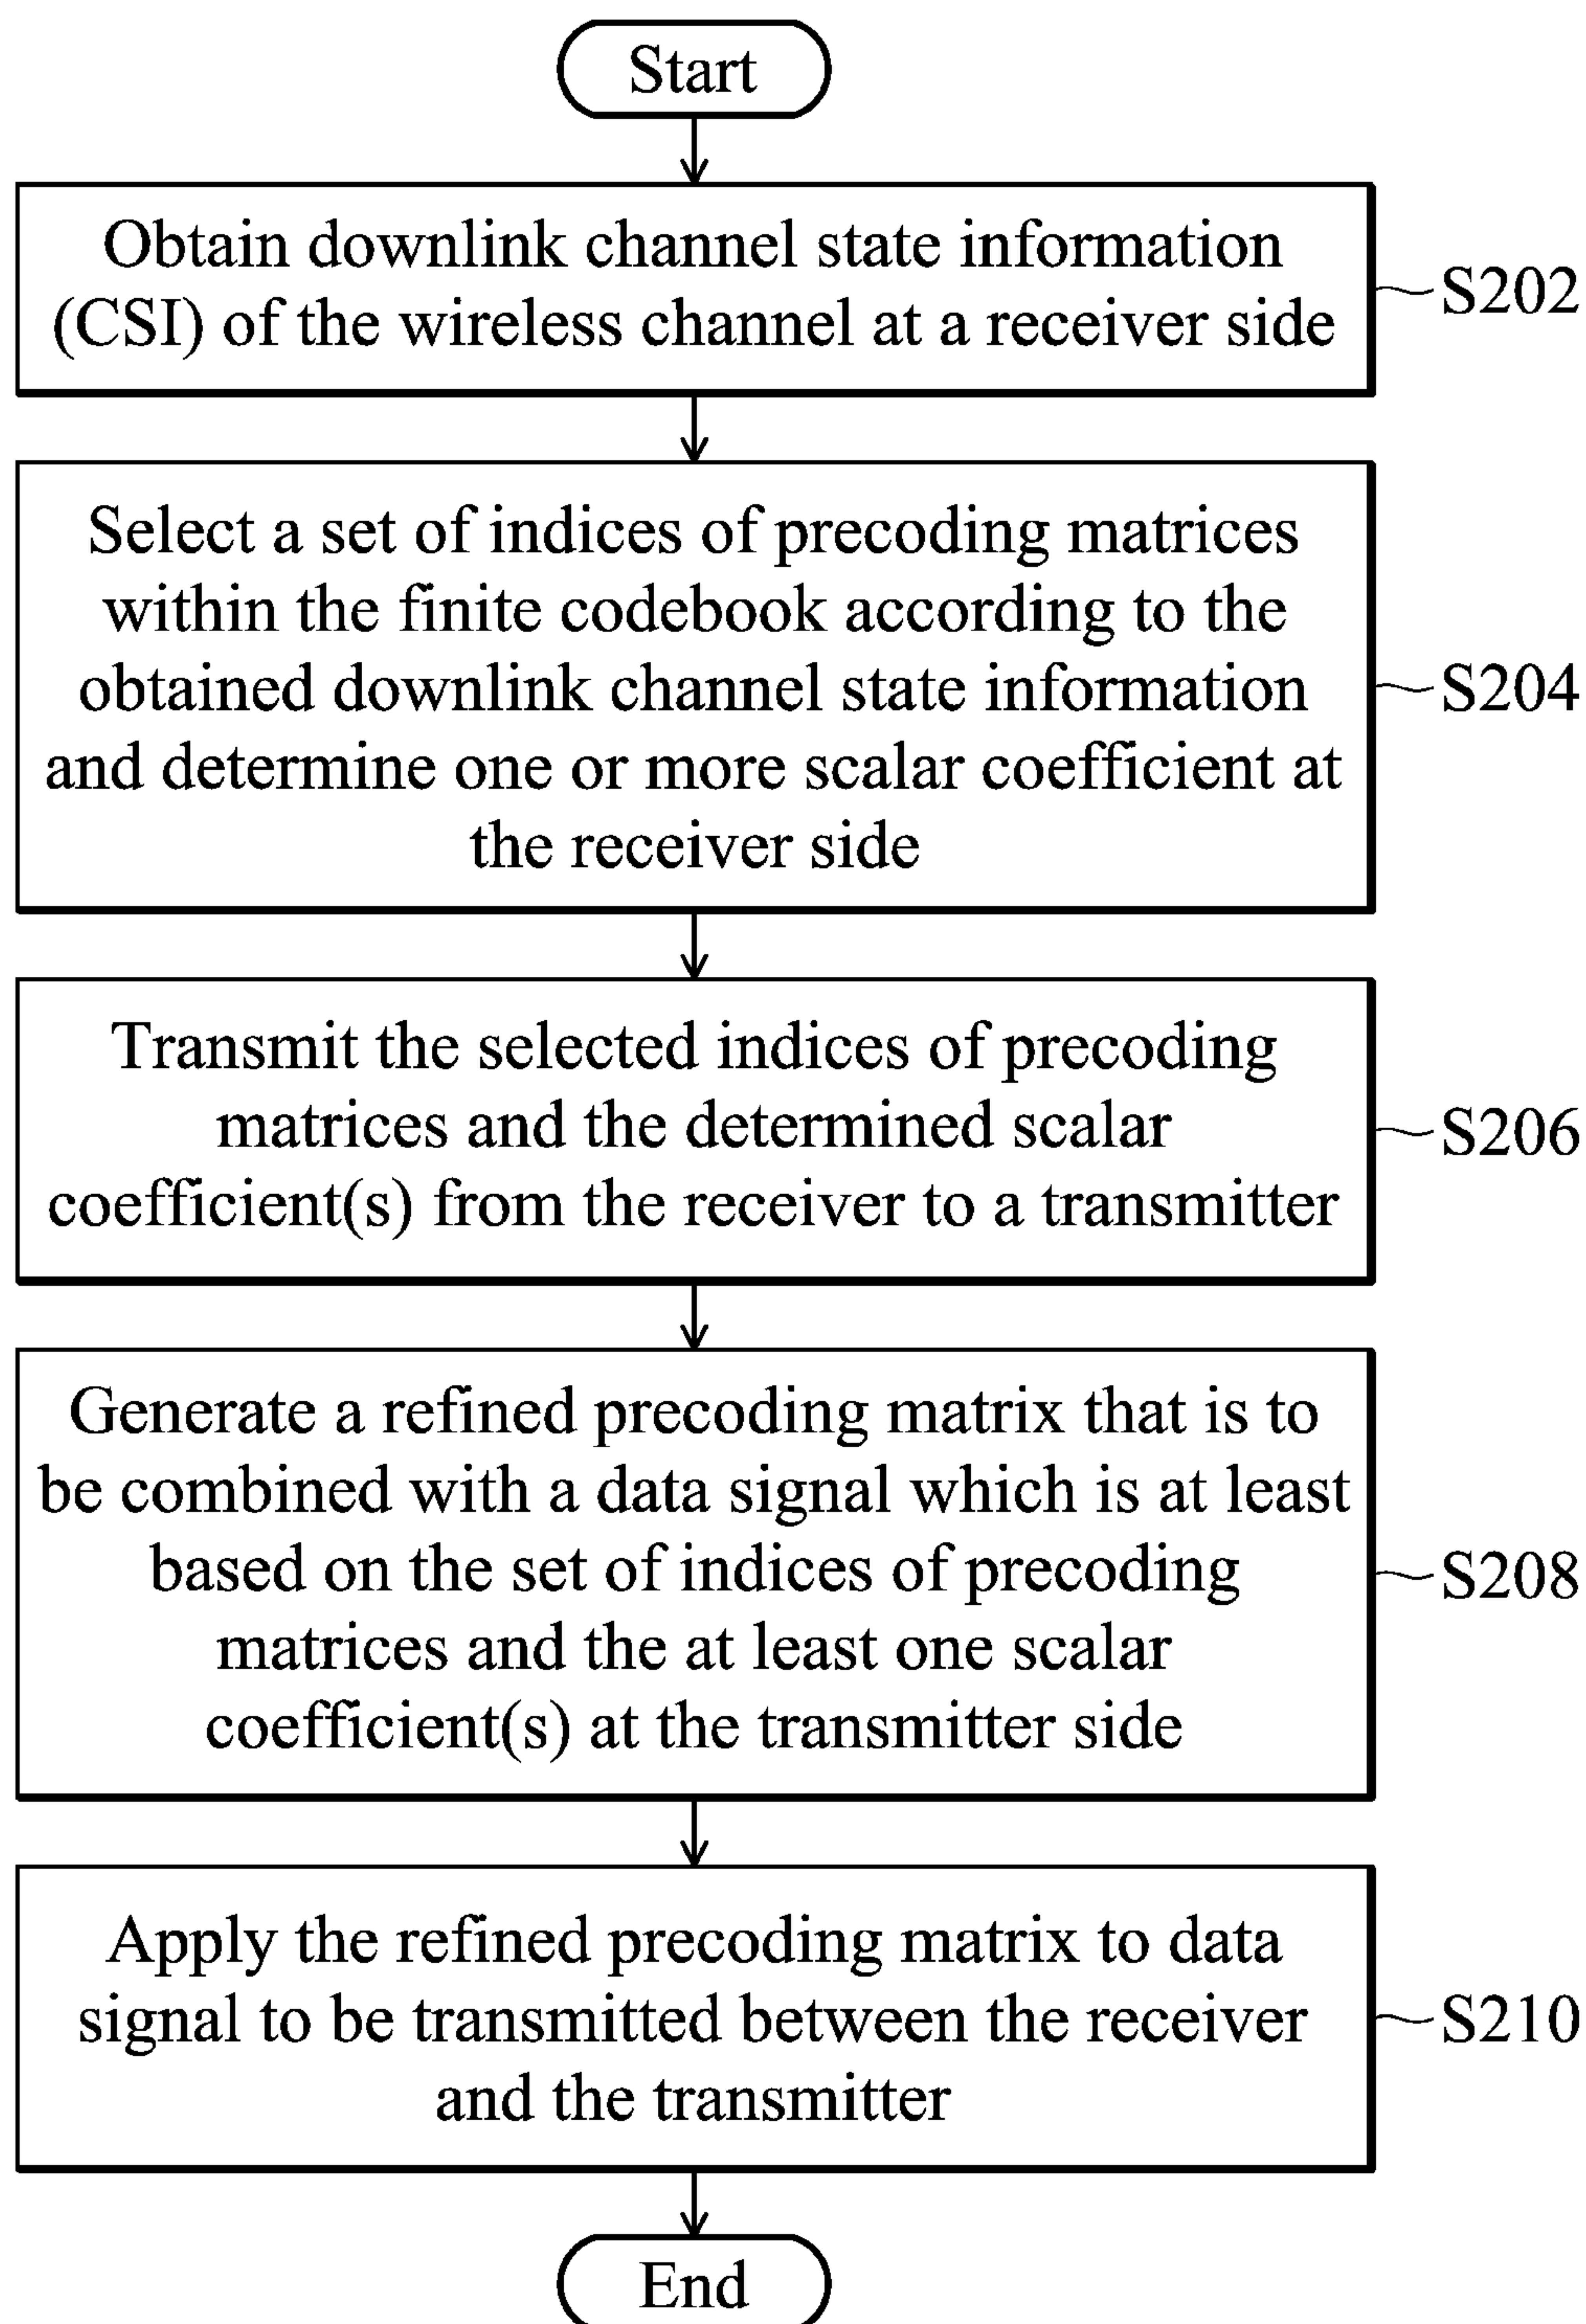 Start
Obtain downlink channel state information
(CSI) of the wireless channel at a receiver side
S202
Select a set of indices of precoding matrices
within the finite codebook according to the
obtained downlink channel state information
and determine one or more scalar coefficient at
the receiver side
S204
Transmit the selected indices of precoding
matrices and the determined scalar
coefficient(s) from the receiver to a transmitter
S206
Generate a refined precoding matrix that is to
be combined with a data signal which is at least
based on the set of indices of precoding
matrices and the at least one scalar
coefficient(s) at the transmitter side
S208
Apply the refined precoding matrix to data
signal to be transmitted between the receiver
and the transmitter
S210
End